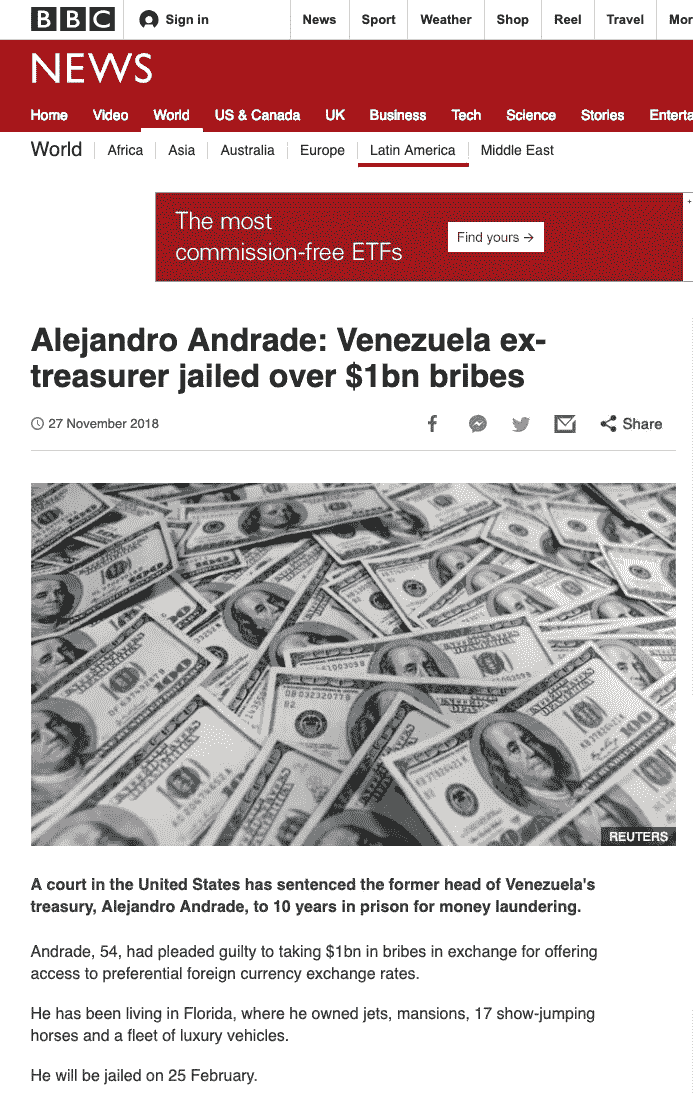 BBC Sign in News Sport Weather Shop Reel Travel Mor
NEWS
Home Video World US & Canada UK Business Tech Science Stories Enterta
World Africa Asia Australia Europe Latin America Middle East
The most
commission-free ETFs
Find yours →
Alejandro Andrade: Venezuela ex-
treasurer jailed over $1bn bribes
27 November 2018 Share
REUTERS
A court in the United States has sentenced the former head of Venezuela's
treasury, Alejandro Andrade, to 10 years in prison for money laundering.
Andrade, 54, had pleaded guilty to taking $1bn in bribes in exchange for offering
access to preferential foreign currency exchange rates.
He has been living in Florida, where he owned jets, mansions, 17 show-jumping
horses and a fleet of luxury vehicles.
He will be jailed on 25 February.